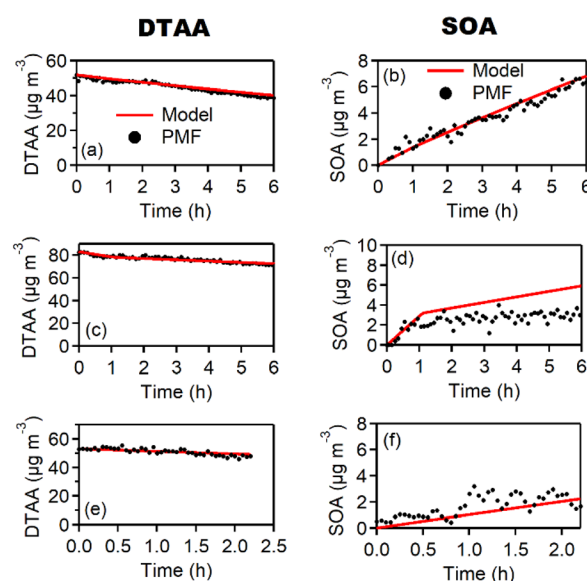 DTAA SOA
DTAA (µg m⁻³)
60
40
20
0
Model
PMF
(a)
0 1 2 3 4 5 6
Time (h)
SOA (µg m⁻³)
8
6
4
2
0
(b)
Model
PMF
0 1 2 3 4 5 6
Time (h)
DTAA (µg m⁻³)
80
60
40
20
0
(c)
0 1 2 3 4 5 6
Time (h)
SOA (µg m⁻³)
10
8
6
4
2
0
(d)
0 1 2 3 4 5 6
Time (h)
DTAA (µg m⁻³)
60
40
20
0
(e)
0.0 0.5 1.0 1.5 2.0 2.5
Time (h)
SOA (µg m⁻³)
8
6
4
2
0
(f)
0.0 0.5 1.0 1.5 2.0
Time (h)